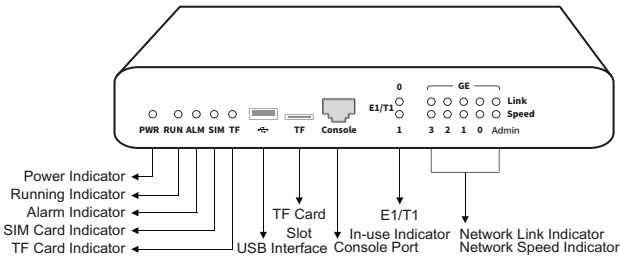 0
GE
Link
E1/T1
Speed
PWR RUN ALM SIM TF TF Console 1 3 2 1 0 Admin
Power Indicator
Running Indicator
Alarm Indicator
SIM Card Indicator
TF Card Indicator
USB Interface
TF Card
Slot
Console Port
E1/T1
In-use Indicator
Network Link Indicator
Network Speed Indicator